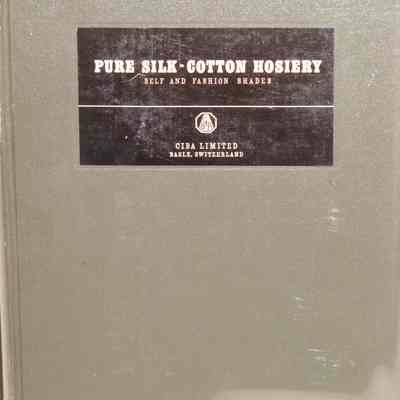 PURE SILK-COTTON HOSIERY
SELF AND FASHION SHADES
CIBA LIMITED
BASLE, SWITZERLAND